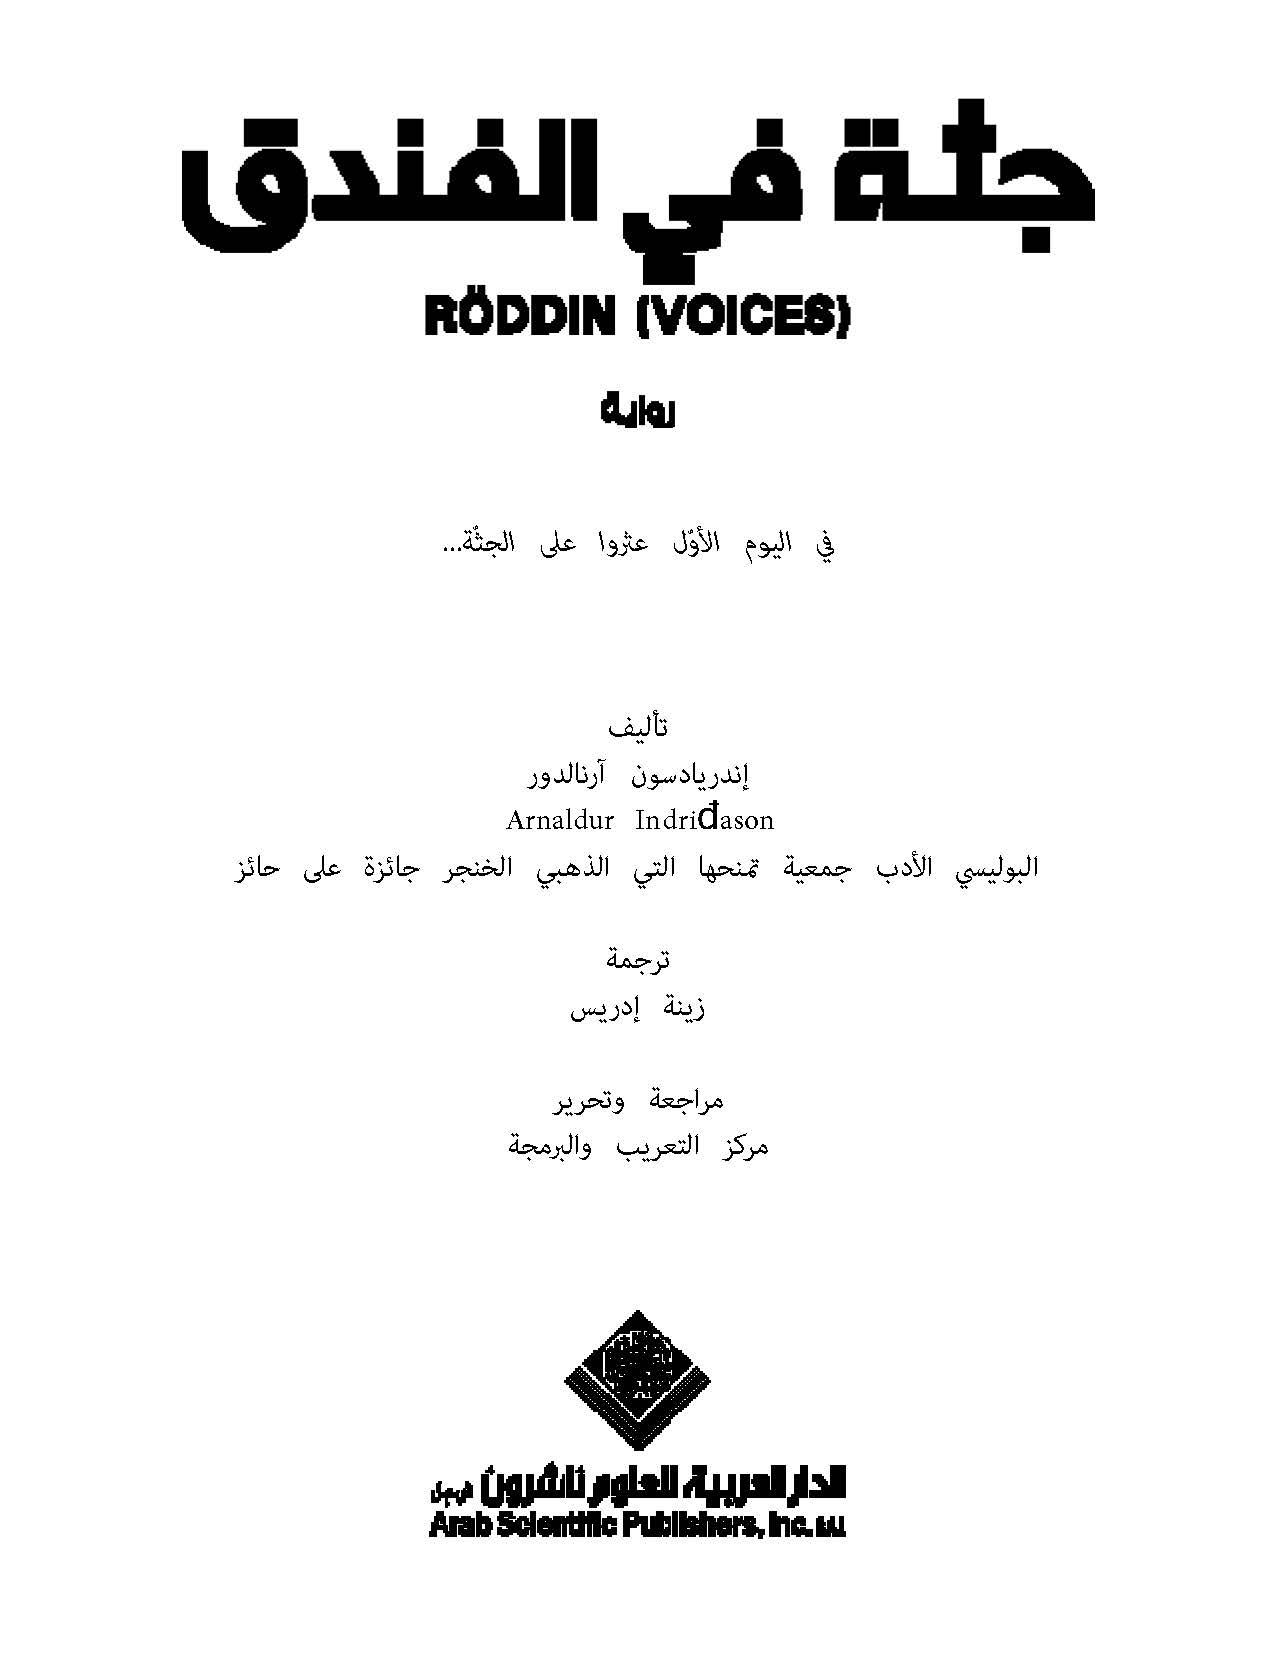 جثة في الفندق
RÖDDIN (VOICES)
رواية
في اليوم الأوّل عثروا على الجثّة...
تأليف
إندريادسون آرنالدور
Arnaldur Indriđason
البوليسي الأدب جمعية تمنحها التي الذهبي الخنجر جائزة على حائز
ترجمة
زينة إدريس
مراجعة وتحرير
مركز التعريب والبرمجة
الدار العربية للعلوم ناشرون
Arab Scientific Publishers, Inc. S.A.L